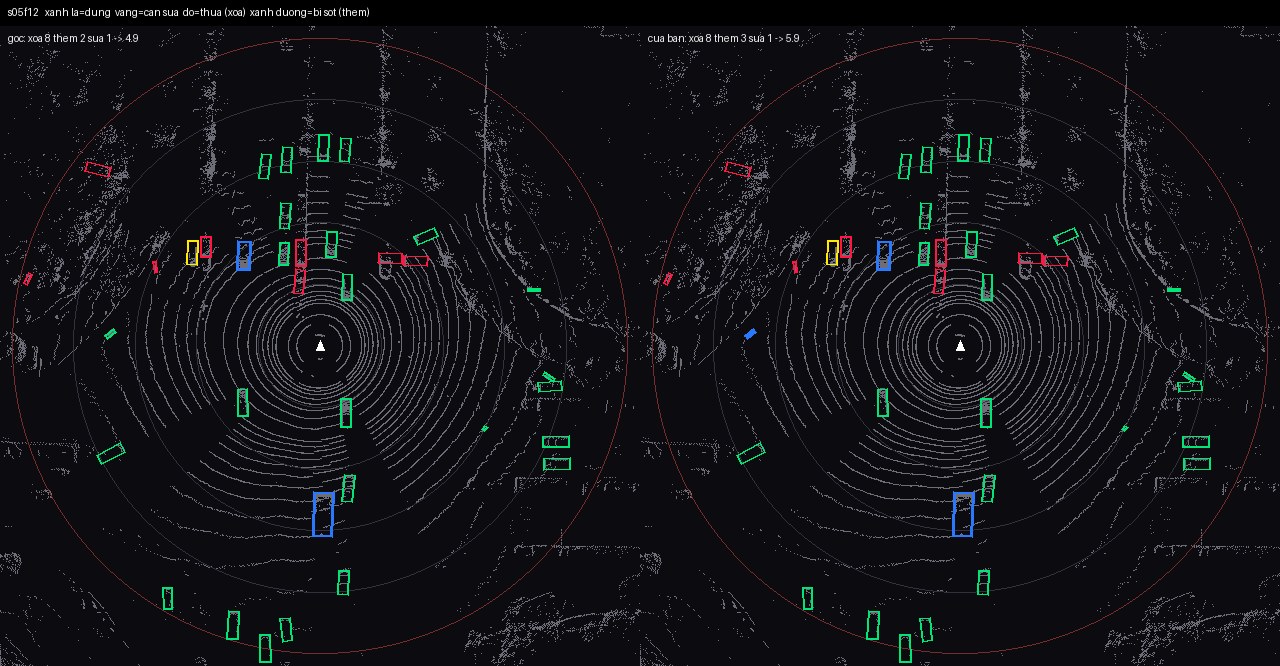 s05f12 xanh la=dung vang=can sua do=thua (xoa) xanh duong=bi sot (them)
goc: xoa 8 them 2 sua 1 -> 4.9
cua ban: xoa 8 them 3 sua 1 -> 5.9